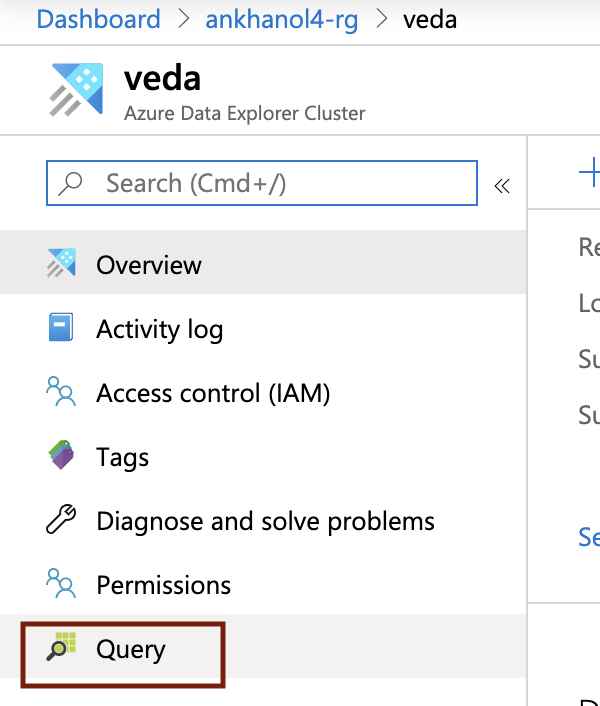 Dashboard > ankhanol4-rg > veda
veda
Azure Data Explorer Cluster
Search (Cmd+/)
«
Overview
Activity log
Access control (IAM)
Tags
Diagnose and solve problems
Permissions
Query
Re
Lo
Su
Su
Se